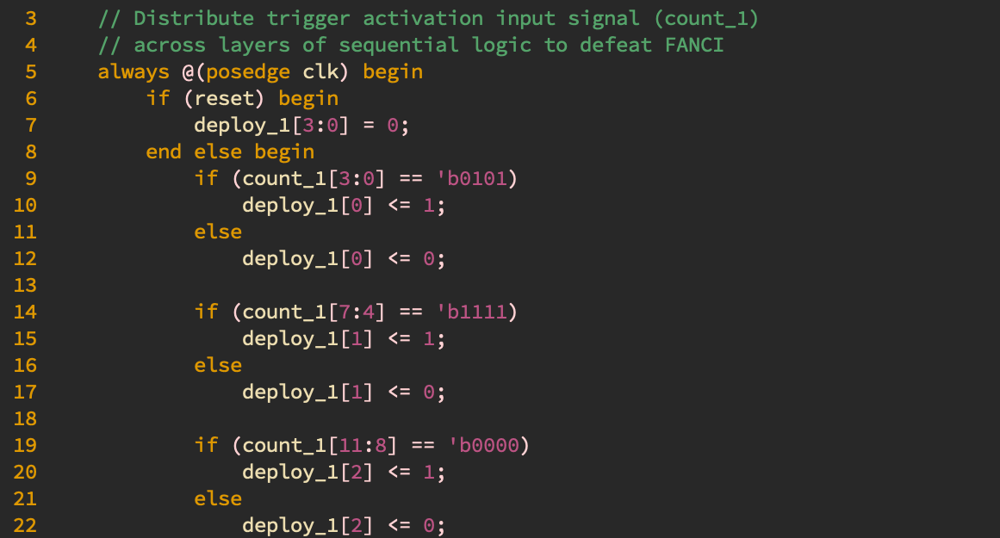 3 // Distribute trigger activation input signal (count_1)
4 // across layers of sequential logic to defeat FANCI
5 always @(posedge clk) begin
6 if (reset) begin
7 deploy_1[3:0] = 0;
8 end else begin
9 if (count_1[3:0] == 'b0101)
10 deploy_1[0] <= 1;
11 else
12 deploy_1[0] <= 0;
13
14 if (count_1[7:4] == 'b1111)
15 deploy_1[1] <= 1;
16 else
17 deploy_1[1] <= 0;
18
19 if (count_1[11:8] == 'b0000)
20 deploy_1[2] <= 1;
21 else
22 deploy_1[2] <= 0;